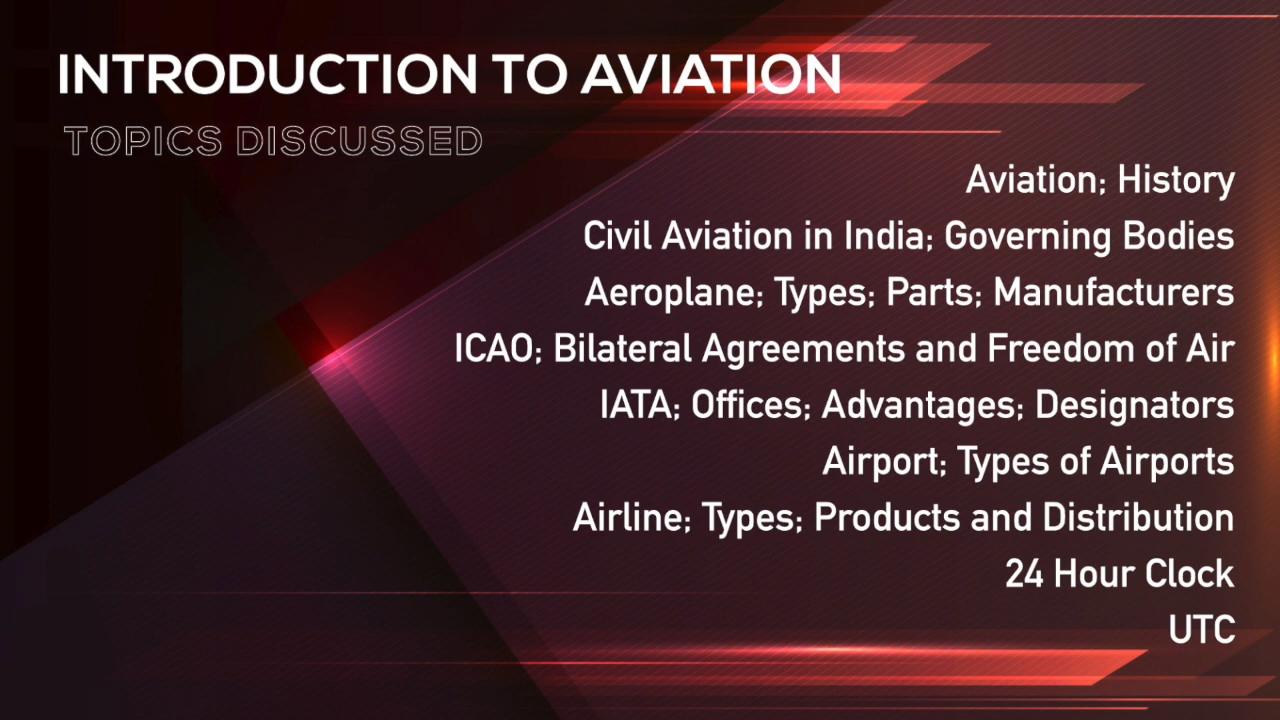 INTRODUCTION TO AVIATION
TOPICS DISCUSSED
Aviation; History
Civil Aviation in India; Governing Bodies
Aeroplane; Types; Parts; Manufacturers
ICAO; Bilateral Agreements and Freedom of Air
IATA; Offices; Advantages; Designators
Airport; Types of Airports
Airline; Types; Products and Distribution
24 Hour Clock
UTC